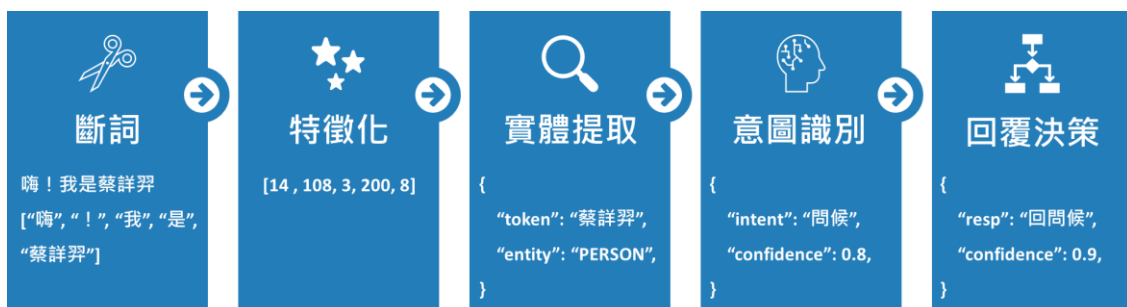 斷詞
嗨！我是蔡詳羿
[“嗨”, “！”, “我”, “是”,
“蔡詳羿”]
特徵化
[14 , 108, 3, 200, 8]
實體提取
{
“token”: “蔡詳羿”,
“entity”: “PERSON”,
}
意圖識別
{
“intent”: “問候”,
“confidence”: 0.8,
}
回覆決策
{
“resp”: “回問候”,
“confidence”: 0.9,
}